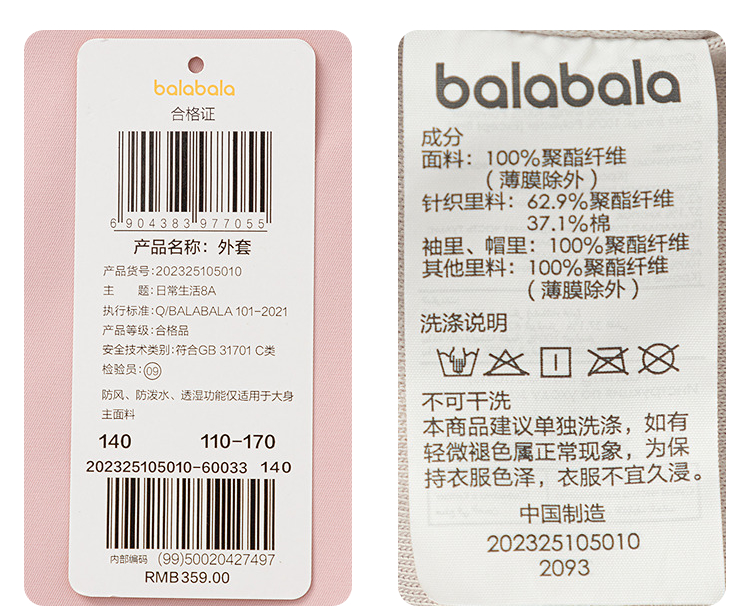 balabala
合格证
6 904383 977055
产品名称：外套
产品货号:202325105010
主 题:日常生活8A
执行标准:Q/BALABALA 101-2021
产品等级:合格品
安全技术类别:符合GB 31701 C类
检验员:09
防风、防泼水、透湿功能仅适用于大身
主面料
140 110-170
202325105010-60033 140
内部编码 (99)50020427497
RMB359.00
balabala
成分
面料：100%聚酯纤维
(薄膜除外)
针织里料：62.9%聚酯纤维
37.1%棉
袖里、帽里：100%聚酯纤维
其他里料：100%聚酯纤维
(薄膜除外)
洗涤说明
不可干洗
本商品建议单独洗涤，如有
轻微褪色属正常现象，为保
持衣服色泽，衣服不宜久浸。
中国制造
202325105010
2093